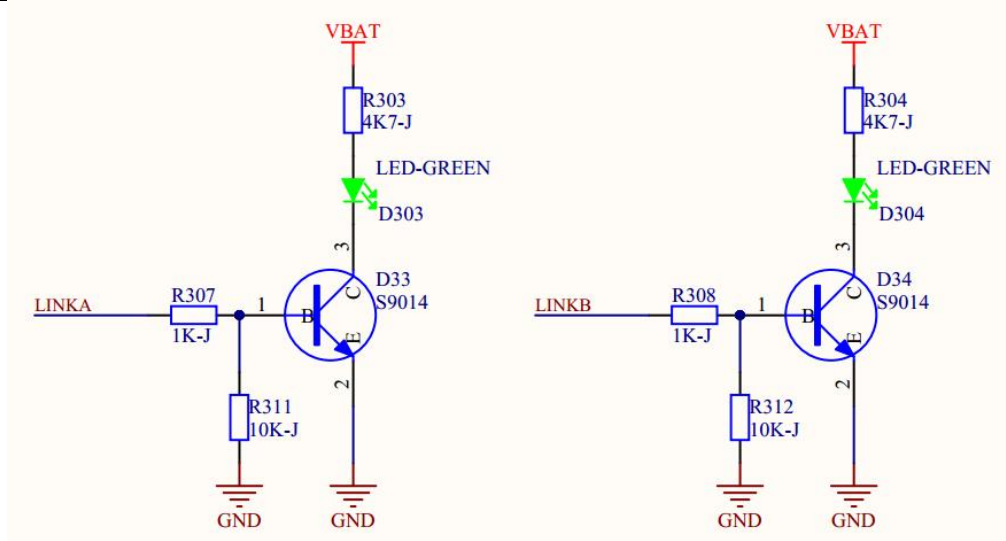 VBAT
R303
4K7-J
LED-GREEN
D303
3
D33
S9014
C
B
E
1
2
LINKA
R307
1K-J
R311
10K-J
GND
GND
VBAT
R304
4K7-J
LED-GREEN
D304
3
D34
S9014
C
B
E
1
2
LINKB
R308
1K-J
R312
10K-J
GND
GND